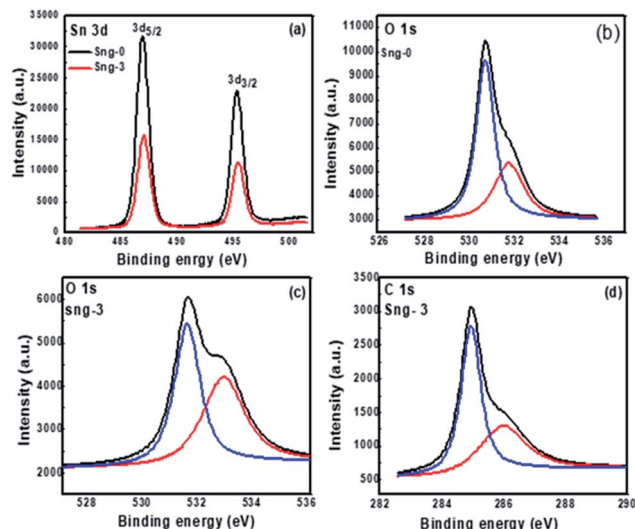 Sn 3d
3d5/2
(a)
Sng-0
Sng-3
3d3/2
35000
30000
25000
20000
15000
10000
5000
0
480 485 490 495 500
Binding energy (eV)
Intensity (a.u.)
O 1s
(b)
Sng-0
11000
10000
9000
8000
7000
6000
5000
4000
3000
526 528 530 532 534 536
Binding energy (eV)
Intensity (a.u.)
O 1s
(c)
sng-3
6000
5000
4000
3000
2000
528 530 532 534 536
Binding energy (eV)
Intensity (a.u.)
C 1s
(d)
Sng- 3
3500
3000
2500
2000
1500
1000
500
282 284 286 288 290
Binding energy (eV)
Intensity (a.u.)